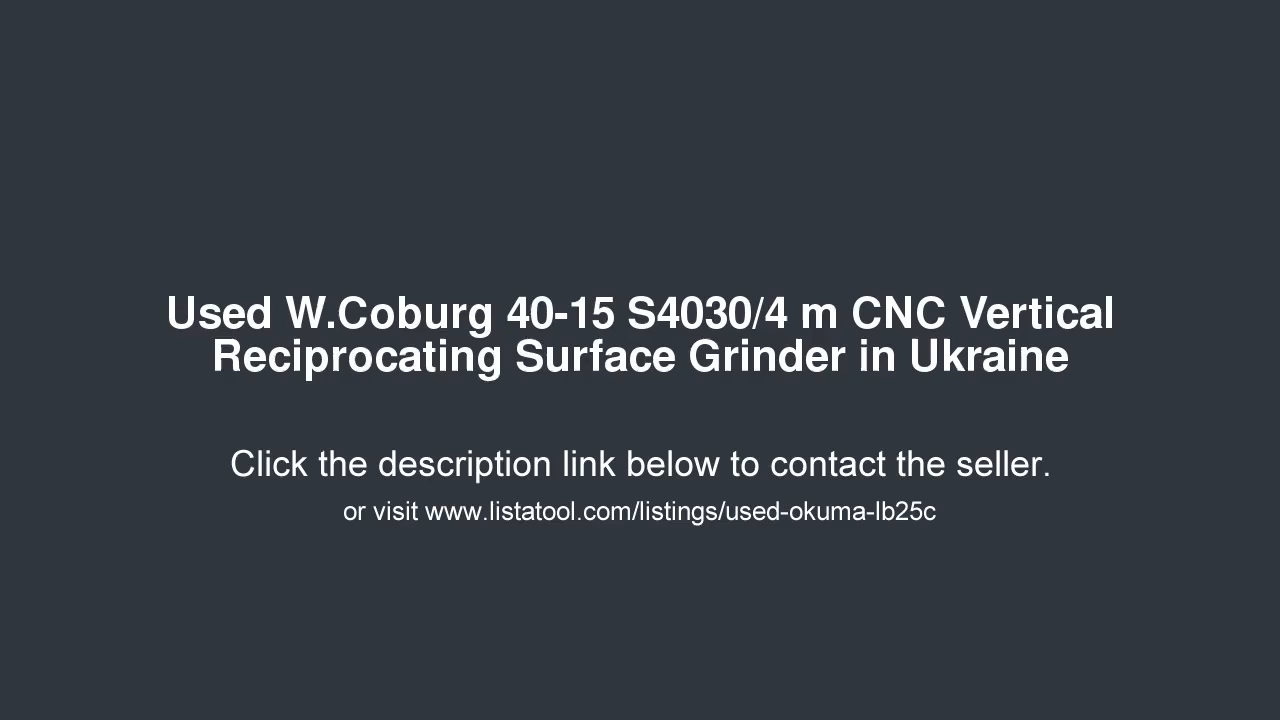 Used W.Coburg 40-15 S4030/4 m CNC Vertical
Reciprocating Surface Grinder in Ukraine
Click the description link below to contact the seller.
or visit www.listatool.com/listings/used-okuma-lb25c